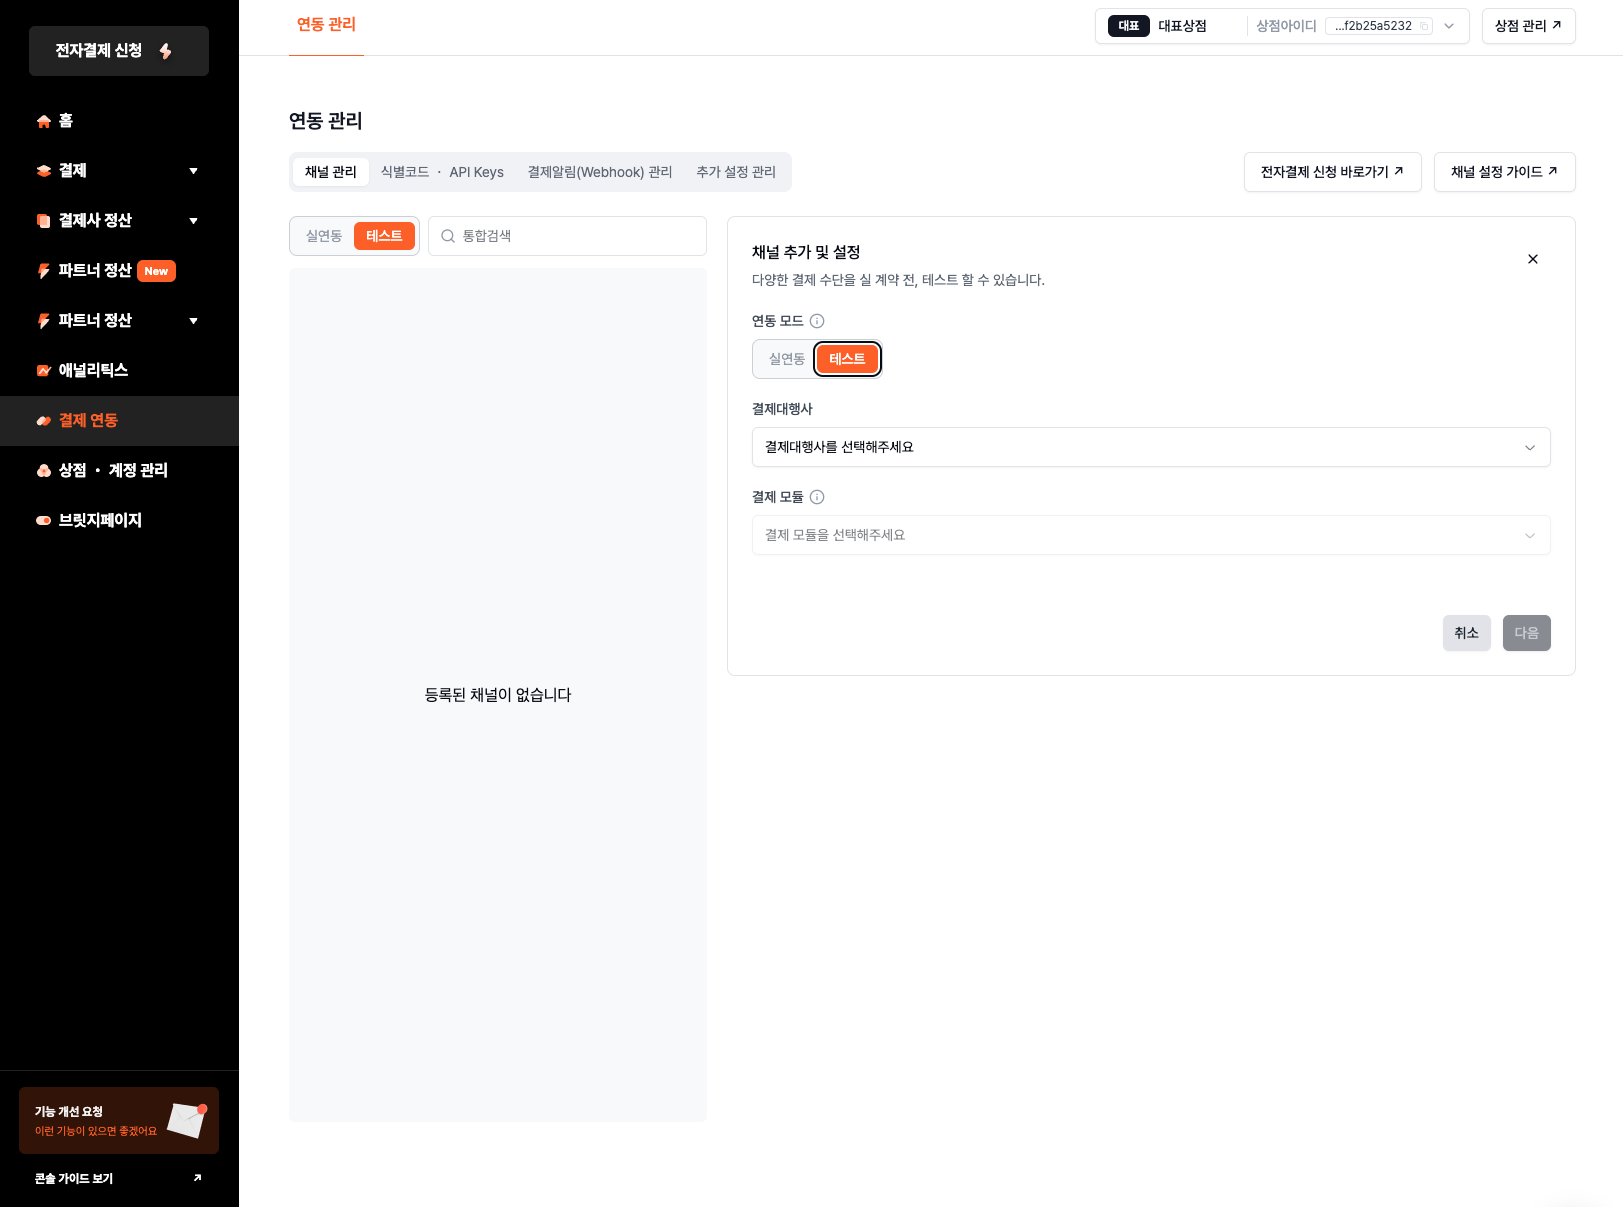 전자결제 신청
홈
결제
결제사 정산
파트너 정산 New
파트너 정산
애널리틱스
결제 연동
상점 · 계정 관리
브릿지페이지
기능 개선 요청
이런 기능이 있으면 좋겠어요
콘솔 가이드 보기
연동 관리
대표 대표상점 상점아이디 ...f2b25a5232
상점 관리
연동 관리
채널 관리 식별코드 · API Keys 결제알림(Webhook) 관리 추가 설정 관리
전자결제 신청 바로가기 채널 설정 가이드
실연동 테스트 통합검색
등록된 채널이 없습니다
채널 추가 및 설정
다양한 결제 수단을 실 계약 전, 테스트 할 수 있습니다.
연동 모드
실연동 테스트
결제대행사
결제대행사를 선택해주세요
결제 모듈
결제 모듈을 선택해주세요
취소 다음